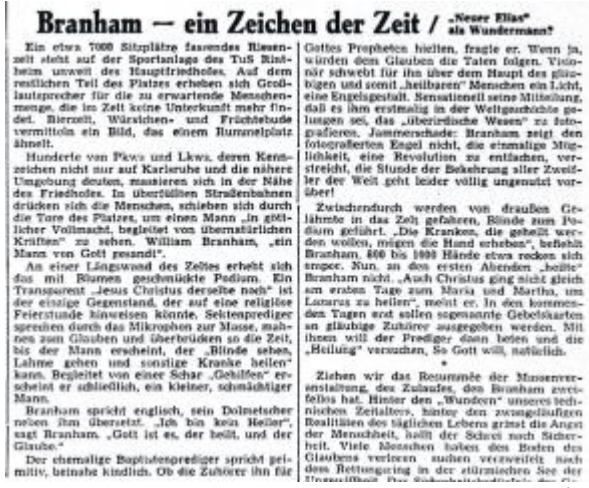 Branham — ein Zeichen der Zeit / „Neuer Elias“
als Wundermann?
Ein etwa 7000 Sitzplätze fassendes Riesen-
zelt steht auf der Sportanlage des TuS Rint-
heim unweit des Hauptfriedhofes. Auf dem
restlichen Teil des Platzes erheben sich Groß-
lautsprecher für die zu erwartende Menschen-
menge, die im Zelt keine Unterkunft mehr fin-
det. Bierzelt, Würstchen- und Früchtebude
vermitteln ein Bild, das einem Rummelplatz
ähnelt.
Hunderte von Pkws und Lkws, deren Kenn-
zeichen nicht nur auf Karlsruhe und die nähere
Umgebung deuten, massieren sich in der Nähe
des Friedhofes. In überfüllten Straßenbahnen
drücken sich die Menschen, schieben sich durch
die Tore des Platzes, um einen Mann „in gött-
licher Vollmacht, begleitet von übernatürlichen
Kräften“ zu sehen. William Branham, „ein
Mann von Gott gesandt“.
An einer Längswand des Zeltes erhebt sich
das mit Blumen geschmückte Podium. Ein
Transparent „Jesus Christus derselbe noch“ ist
der einzige Gegenstand, der auf eine religiöse
Feierstunde hinweisen könnte. Sektenprediger
sprechen durch das Mikrophon zur Masse, mah-
nen zum Glauben und überbrücken so die Zeit,
bis der Mann erscheint, der „Blinde sehen,
Lahme gehen und sonstige Kranke heilen“
kann. Begleitet von einer Schar „Gehilfen“ er-
scheint er schließlich, ein kleiner, schmächtiger
Mann.
Branham spricht englisch, sein Dolmetscher
neben ihm übersetzt. „Ich bin kein Heiler“,
sagt Branham. „Gott ist es, der heilt, und der
Glaube.“
Der ehemalige Baptistenprediger spricht pri-
mitiv, beinahe kindlich. Ob die Zuhörer ihn für
Gottes Propheten hielten, fragte er. Wenn ja,
würden dem Glauben die Taten folgen. Visio-
när schwebt für ihn über dem Haupt des gläu-
bigen und somit „heilbaren“ Menschen ein Licht,
eine Engelsgestalt. Sensationell seine Mitteilung,
daß es ihm erstmalig in der Weltgeschichte ge-
lungen sei, das „überirdische Wesen“ zu foto-
grafieren. Jammerschade: Branham zeigt den
fotografierten Engel nicht, die einmalige Mög-
lichkeit, eine Revolution zu entfachen, ver-
streicht, die Stunde der Bekehrung aller Zweif-
ler der Welt geht leider völlig ungenutzt vor-
über!
Zwischendurch werden von draußen Ge-
lähmte in das Zelt gefahren, Blinde zum Po-
dium geführt. „Die Kranken, die geheilt wer-
den wollen, mögen die Hand erheben“, befiehlt
Branham. 800 bis 1000 Hände etwa recken sich
empor. Nun, an den ersten Abenden „heilte“
Branham nicht. „Auch Christus ging nicht gleich
am ersten Tage zum Maria und Martha, um
Lazarus zu heilen“, meint er. In den kommen-
den Tagen erst sollen sogenannte Gebetskarten
an gläubige Zuhörer ausgegeben werden. Mit
ihnen will der Prediger dann beten und die
„Heilung“ versuchen. So Gott will, natürlich.
*
Ziehen wir das Resummée der Massenver-
anstaltung, des Zulaufes, den Branham zwei-
fellos hat. Hinter den „Wundern“ unseres tech-
nischen Zeitalters, hinter den zwangsläufigen
Realitäten des täglichen Lebens grinst die Angst
der Menschheit, hallt der Schrei nach Sicher-
heit. Viele Menschen haben den Boden des
Glaubens verloren suchen verzweifelt nach
dem Rettungsring in der stürmischen See der